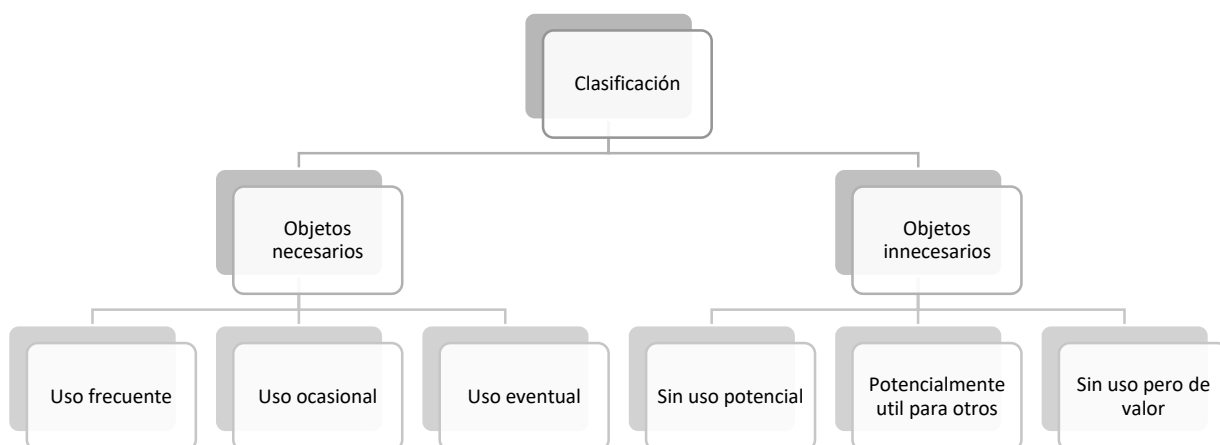 Clasificación
Objetos
necesarios
Objetos
innecesarios
Uso frecuente
Uso ocasional
Uso eventual
Sin uso potencial
Potencialmente
util para otros
Sin uso pero de
valor